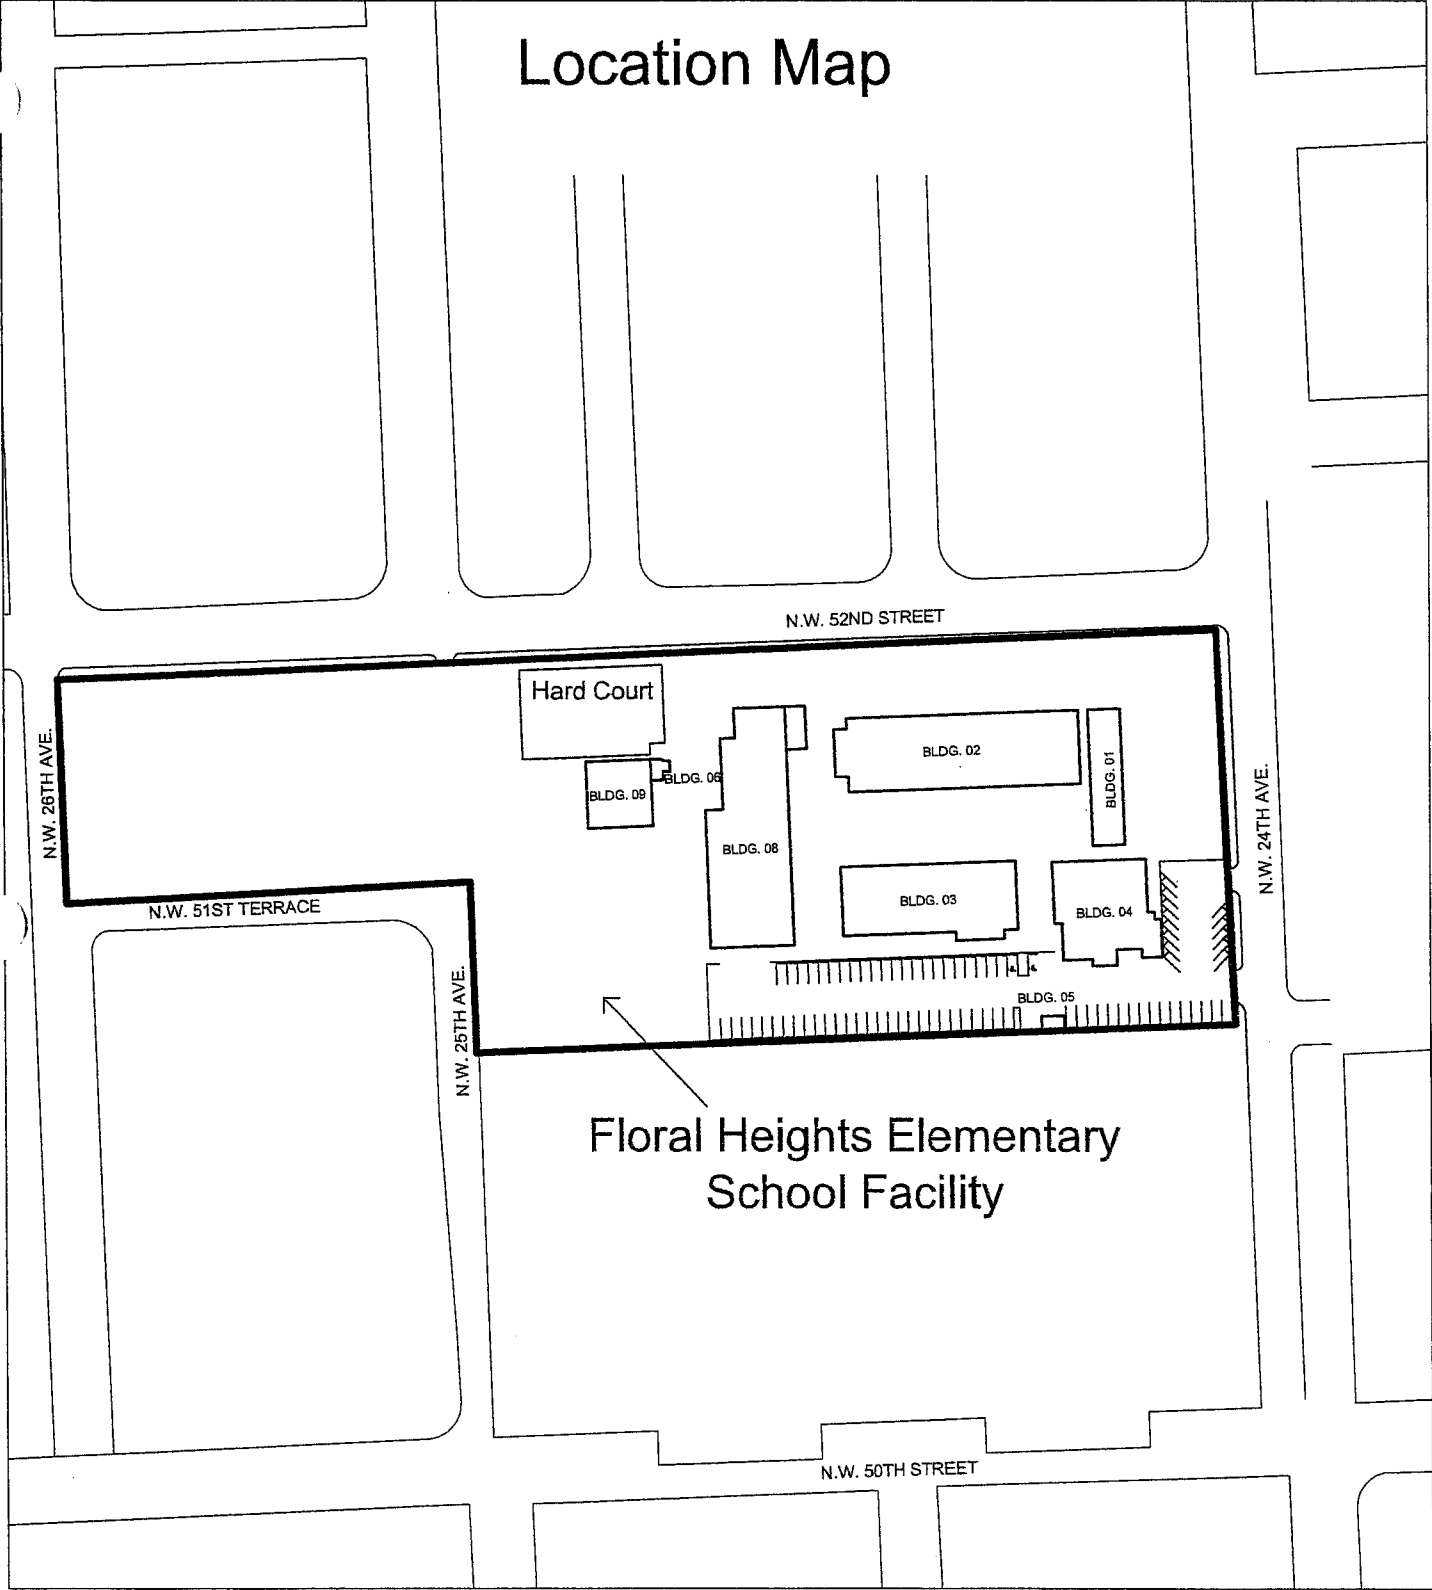 Location Map
N.W. 52ND STREET
Hard Court
N.W. 26TH AVE.
BLDG. 02
BLDG. 01
BLDG. 06
BLDG. 09
N.W. 24TH AVE.
BLDG. 08
BLDG. 03
N.W. 51ST TERRACE
BLDG. 04
N.W. 25TH AVE.
BLDG. 05
Floral Heights Elementary
School Facility
N.W. 50TH STREET